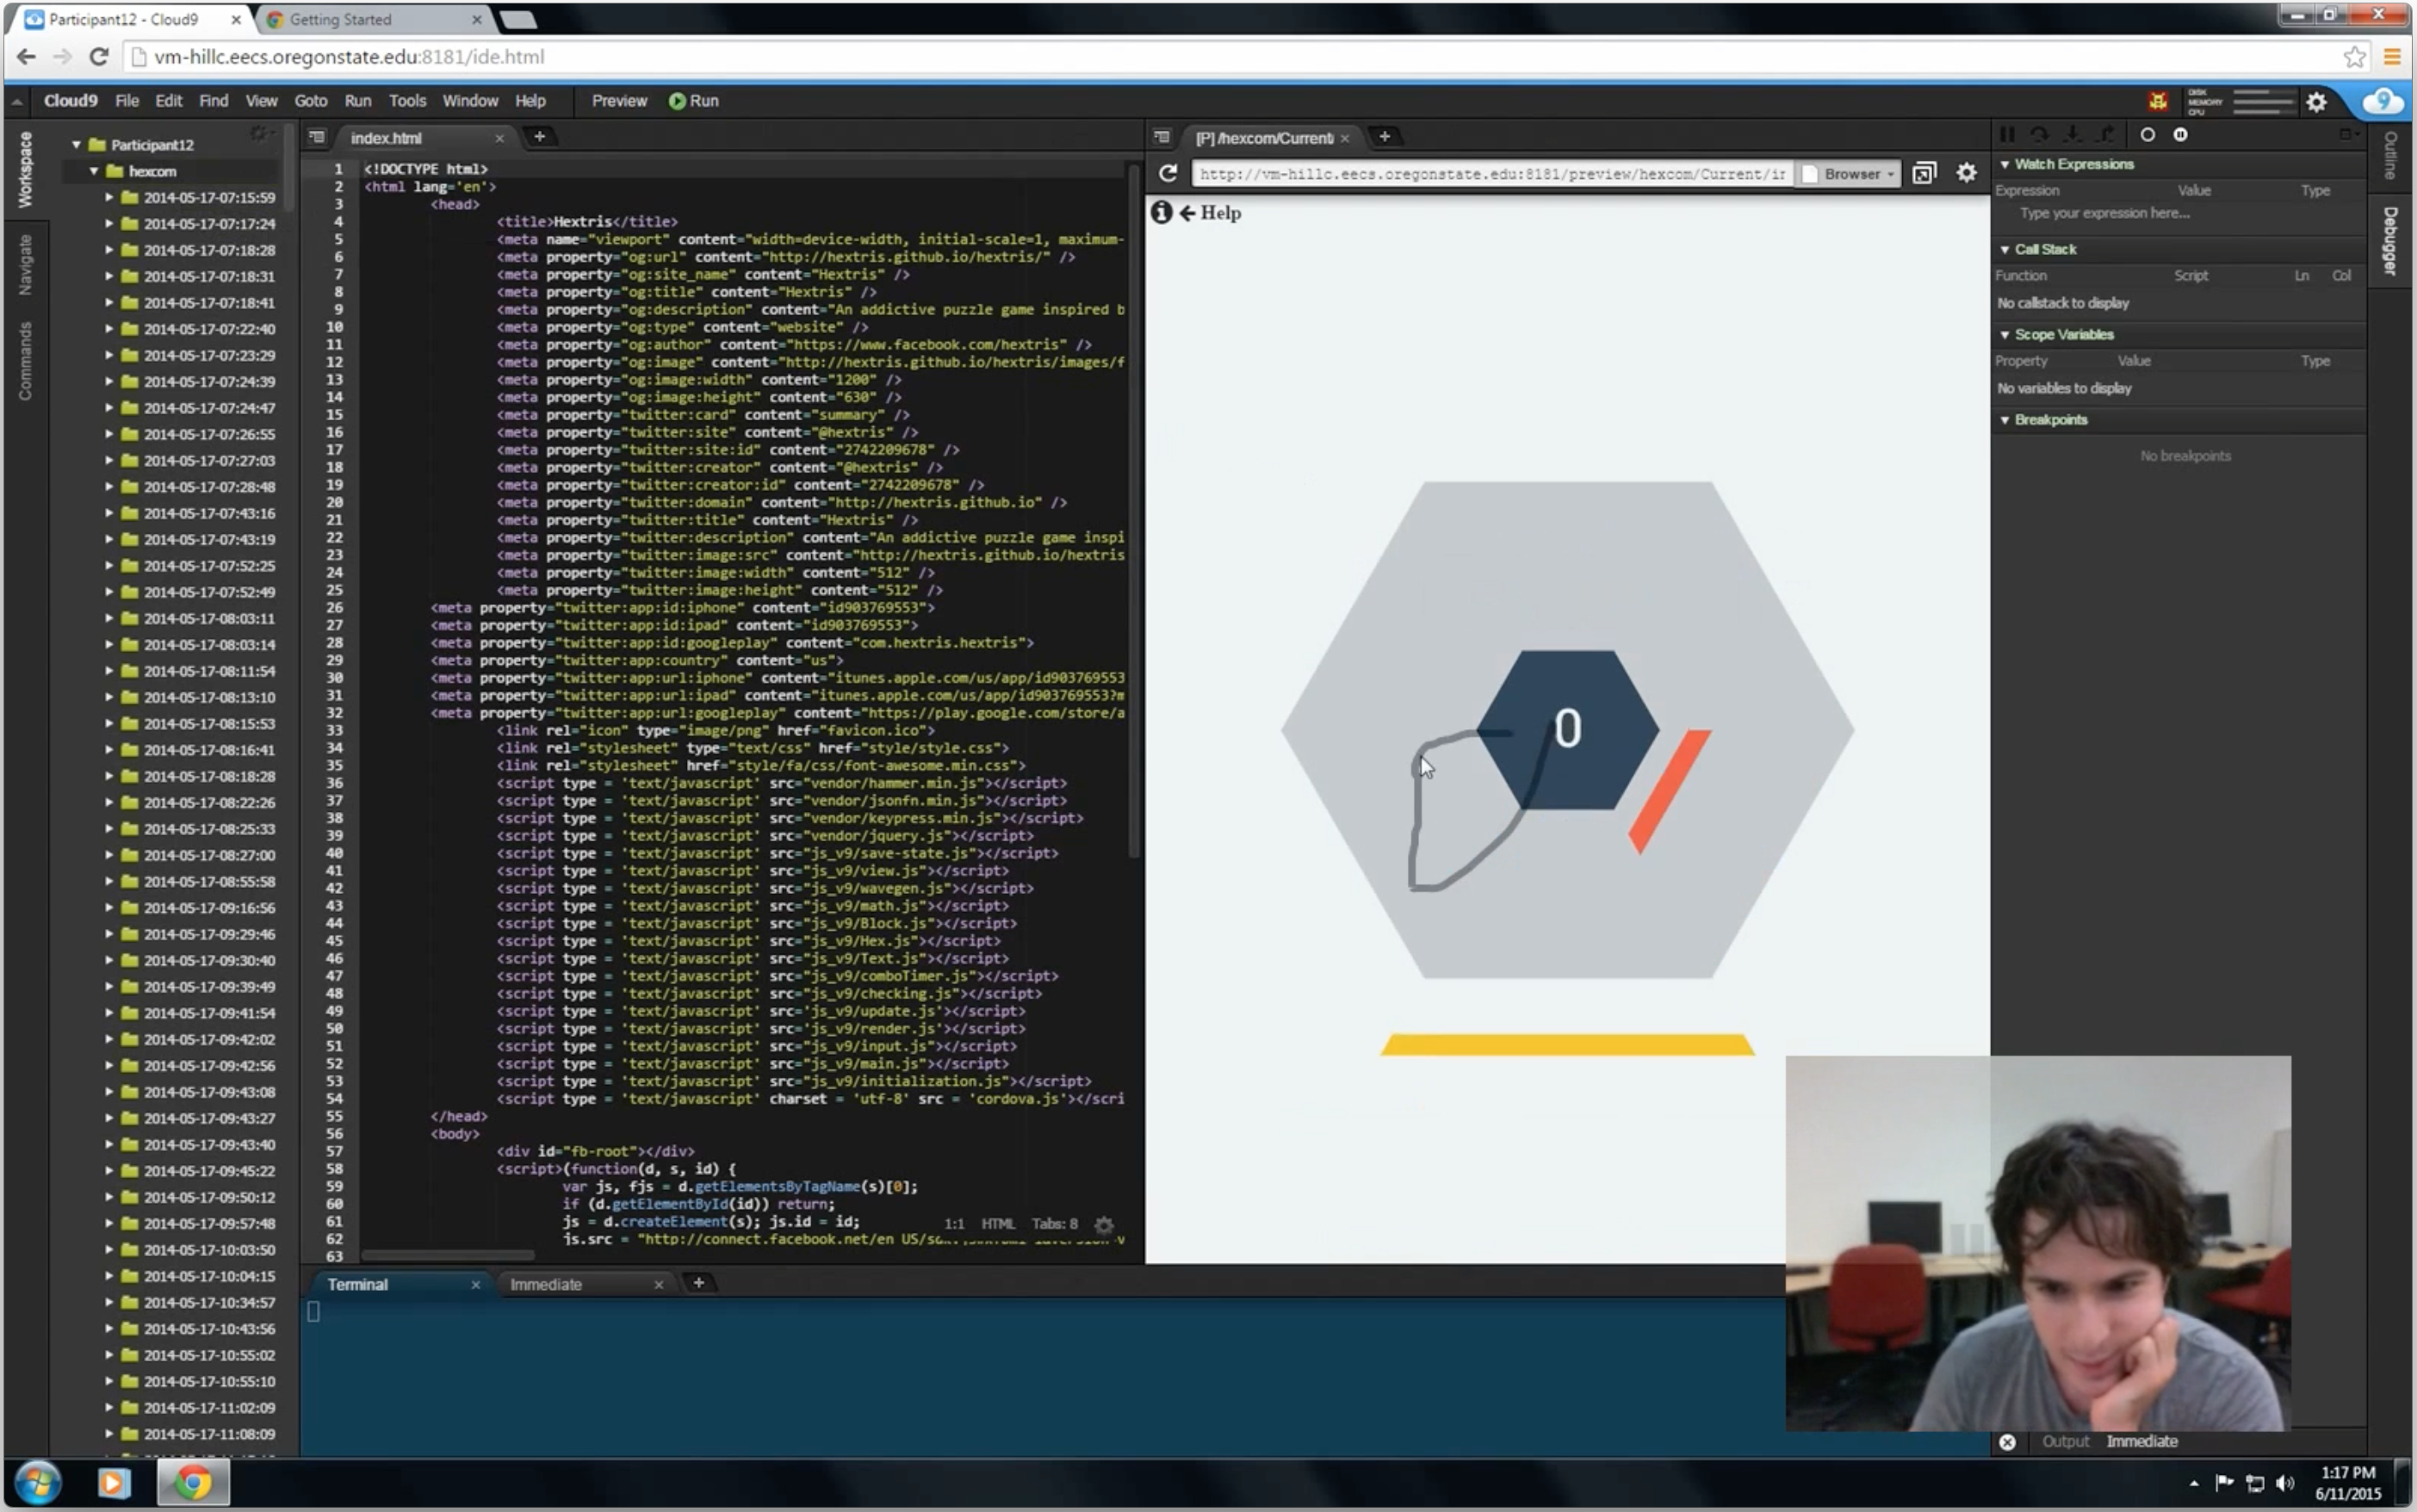 Participant12 - Cloud9
Getting Started
vm-hillc.eecs.oregonstate.edu:8181/ide.html
Cloud9 File Edit Find View Goto Run Tools Window Help Preview Run
DISK
MEMORY
CPU
Workspace
Navigate
Commands
Participant12
hexcom
2014-05-17-07:15:59
2014-05-17-07:17:24
2014-05-17-07:18:28
2014-05-17-07:18:31
2014-05-17-07:18:41
2014-05-17-07:22:40
2014-05-17-07:23:29
2014-05-17-07:24:39
2014-05-17-07:24:47
2014-05-17-07:26:55
2014-05-17-07:27:03
2014-05-17-07:28:48
2014-05-17-07:43:16
2014-05-17-07:43:19
2014-05-17-07:52:25
2014-05-17-07:52:49
2014-05-17-08:03:11
2014-05-17-08:03:14
2014-05-17-08:11:54
2014-05-17-08:13:10
2014-05-17-08:15:53
2014-05-17-08:16:41
2014-05-17-08:18:28
2014-05-17-08:22:26
2014-05-17-08:25:33
2014-05-17-08:27:00
2014-05-17-08:55:58
2014-05-17-09:16:56
2014-05-17-09:29:46
2014-05-17-09:30:40
2014-05-17-09:39:49
2014-05-17-09:41:54
2014-05-17-09:42:02
2014-05-17-09:42:56
2014-05-17-09:43:08
2014-05-17-09:43:27
2014-05-17-09:43:40
2014-05-17-09:45:22
2014-05-17-09:50:12
2014-05-17-09:57:48
2014-05-17-10:03:50
2014-05-17-10:04:15
2014-05-17-10:34:57
2014-05-17-10:43:56
2014-05-17-10:55:02
2014-05-17-10:55:10
2014-05-17-11:02:09
2014-05-17-11:08:09
index.html
1 <!DOCTYPE html>
2 <html lang='en'>
3 <head>
4 <title>Hextris</title>
5 <meta name="viewport" content="width=device-width, initial-scale=1, maximum-
6 <meta property="og:url" content="http://hextris.github.io/hextris/" />
7 <meta property="og:site_name" content="Hextris" />
8 <meta property="og:title" content="Hextris" />
9 <meta property="og:description" content="An addictive puzzle game inspired b
10 <meta property="og:type" content="website" />
11 <meta property="og:author" content="https://www.facebook.com/hextris" />
12 <meta property="og:image" content="http://hextris.github.io/hextris/images/f
13 <meta property="og:image:width" content="1200" />
14 <meta property="og:image:height" content="630" />
15 <meta property="twitter:card" content="summary" />
16 <meta property="twitter:site" content="@hextris" />
17 <meta property="twitter:site:id" content="2742209678" />
18 <meta property="twitter:creator" content="@hextris" />
19 <meta property="twitter:creator:id" content="2742209678" />
20 <meta property="twitter:domain" content="http://hextris.github.io" />
21 <meta property="twitter:title" content="Hextris" />
22 <meta property="twitter:description" content="An addictive puzzle game inspi
23 <meta property="twitter:image:src" content="http://hextris.github.io/hextris
24 <meta property="twitter:image:width" content="512" />
25 <meta property="twitter:image:height" content="512" />
26 <meta property="twitter:app:id:iphone" content="id903769553">
27 <meta property="twitter:app:id:ipad" content="id903769553">
28 <meta property="twitter:app:id:googleplay" content="com.hextris.hextris">
29 <meta property="twitter:app:country" content="us">
30 <meta property="twitter:app:url:iphone" content="itunes.apple.com/us/app/id903769553
31 <meta property="twitter:app:url:ipad" content="itunes.apple.com/us/app/id903769553?m
32 <meta property="twitter:app:url:googleplay" content="https://play.google.com/store/a
33 <link rel="icon" type="image/png" href="favicon.ico">
34 <link rel="stylesheet" type="text/css" href="style/style.css">
35 <link rel="stylesheet" href="style/fa/css/font-awesome.min.css">
36 <script type = 'text/javascript' src="vendor/hammer.min.js"></script>
37 <script type = 'text/javascript' src="vendor/jsonfn.min.js"></script>
38 <script type = 'text/javascript' src="vendor/keypress.min.js"></script>
39 <script type = 'text/javascript' src="vendor/jquery.js"></script>
40 <script type = 'text/javascript' src="js_v9/save-state.js"></script>
41 <script type = 'text/javascript' src="js_v9/view.js"></script>
42 <script type = 'text/javascript' src="js_v9/wavegen.js"></script>
43 <script type = 'text/javascript' src="js_v9/math.js"></script>
44 <script type = 'text/javascript' src="js_v9/Block.js"></script>
45 <script type = 'text/javascript' src="js_v9/Hex.js"></script>
46 <script type = 'text/javascript' src="js_v9/Text.js"></script>
47 <script type = 'text/javascript' src="js_v9/comboTimer.js"></script>
48 <script type = 'text/javascript' src="js_v9/checking.js"></script>
49 <script type = 'text/javascript' src='js_v9/update.js'></script>
50 <script type = 'text/javascript' src='js_v9/render.js'></script>
51 <script type = 'text/javascript' src="js_v9/input.js"></script>
52 <script type = 'text/javascript' src="js_v9/main.js"></script>
53 <script type = 'text/javascript' src="js_v9/initialization.js"></script>
54 <script type = 'text/javascript' charset = 'utf-8' src = 'cordova.js'></scri
55 </head>
56 <body>
57 <div id="fb-root"></div>
58 <script>(function(d, s, id) {
59 var js, fjs = d.getElementsByTagName(s)[0];
60 if (d.getElementById(id)) return;
61 js = d.createElement(s); js.id = id;
62 js.src = "http://connect.facebook.net/en_US/
63
1:1 HTML Tabs: 8
[P] /hexcom/Current/
http://vm-hillc.eecs.oregonstate.edu:8181/preview/hexcom/Current/ir
Browser
Help
0
Watch Expressions
Expression Value Type
Type your expression here...
Call Stack
Function Script Ln Col
No callstack to display
Scope Variables
Property Value Type
No variables to display
Breakpoints
No breakpoints
Outline
Debugger
Terminal
Immediate
Output Immediate
1:17 PM
6/11/2015